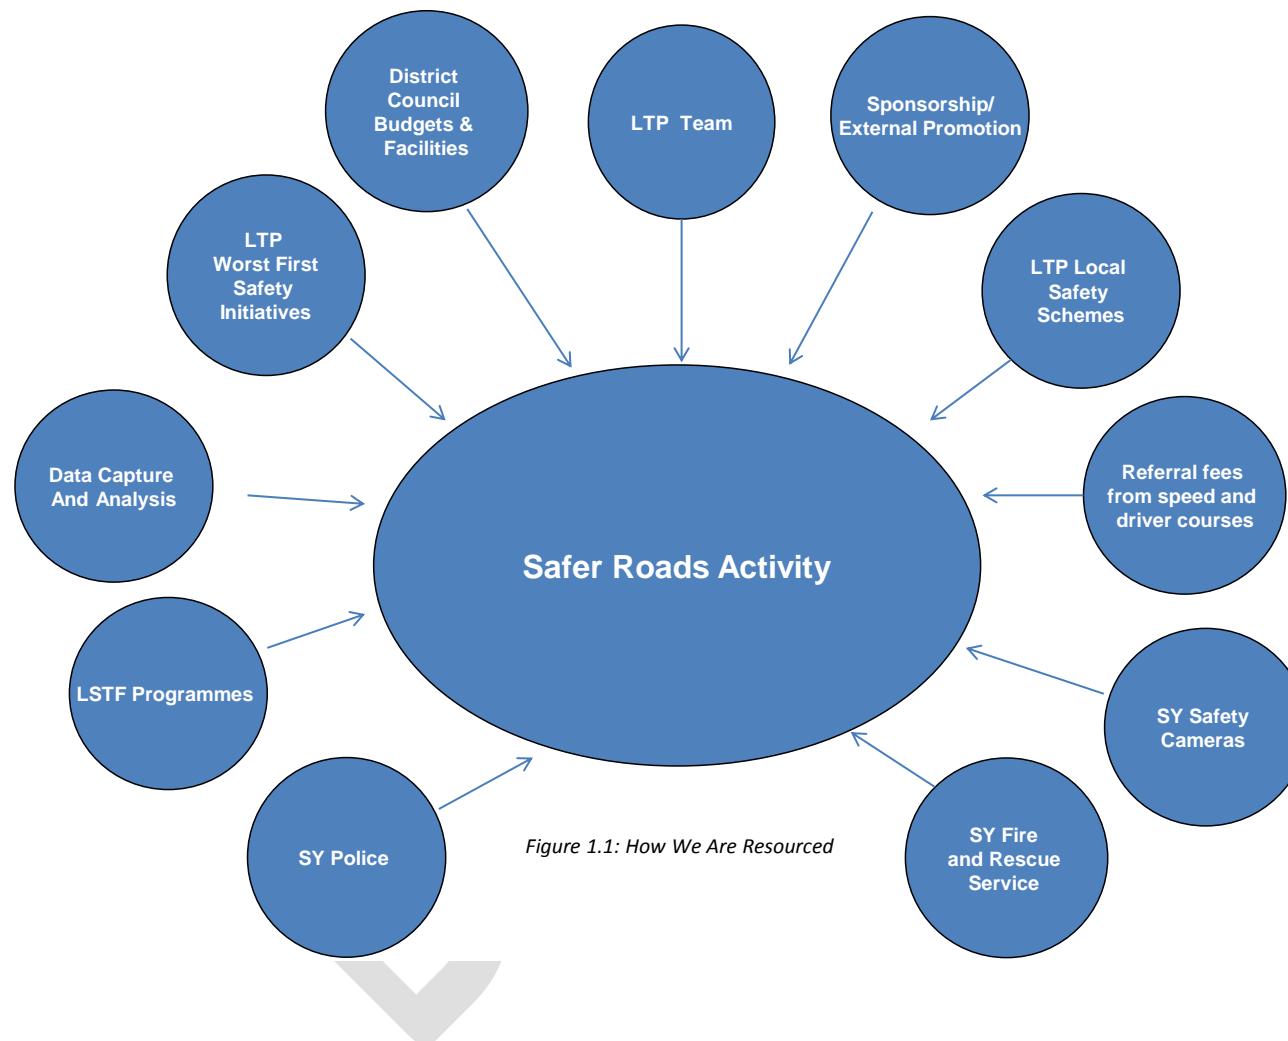 District
Council
Budgets &
Facilities
LTP Team
Sponsorship/
External Promotion
LTP
Worst First
Safety
Initiatives
LTP Local
Safety
Schemes
Data Capture
And Analysis
Referral fees
from speed and
driver courses
Safer Roads Activity
LSTF Programmes
SY Safety
Cameras
SY Police
Figure 1.1: How We Are Resourced
SY Fire
and Rescue
Service